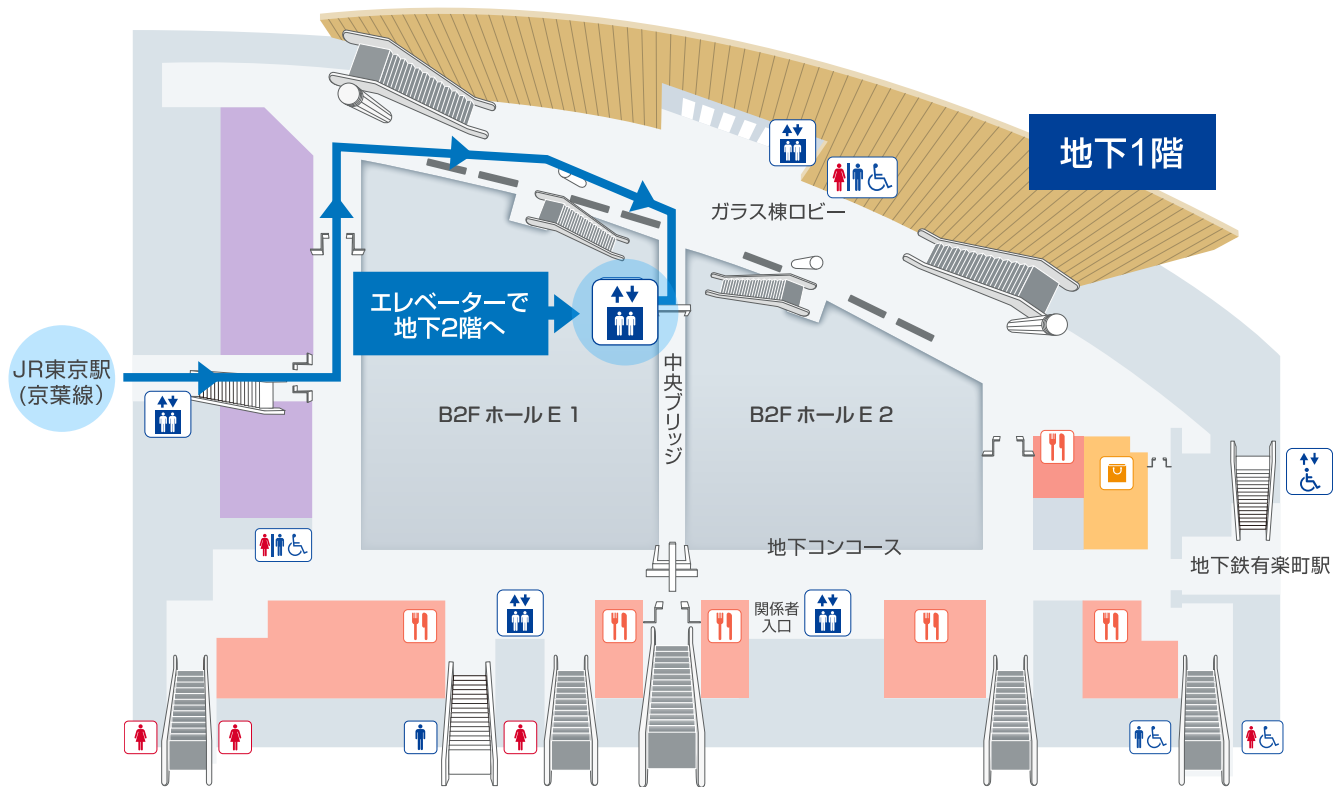 地下1階
ガラス棟ロビー
エレベーターで
地下2階へ
JR東京駅
(京葉線)
中央ブリッジ
B2F ホール E 1
B2F ホール E 2
地下コンコース
地下鉄有楽町駅
関係者
入口